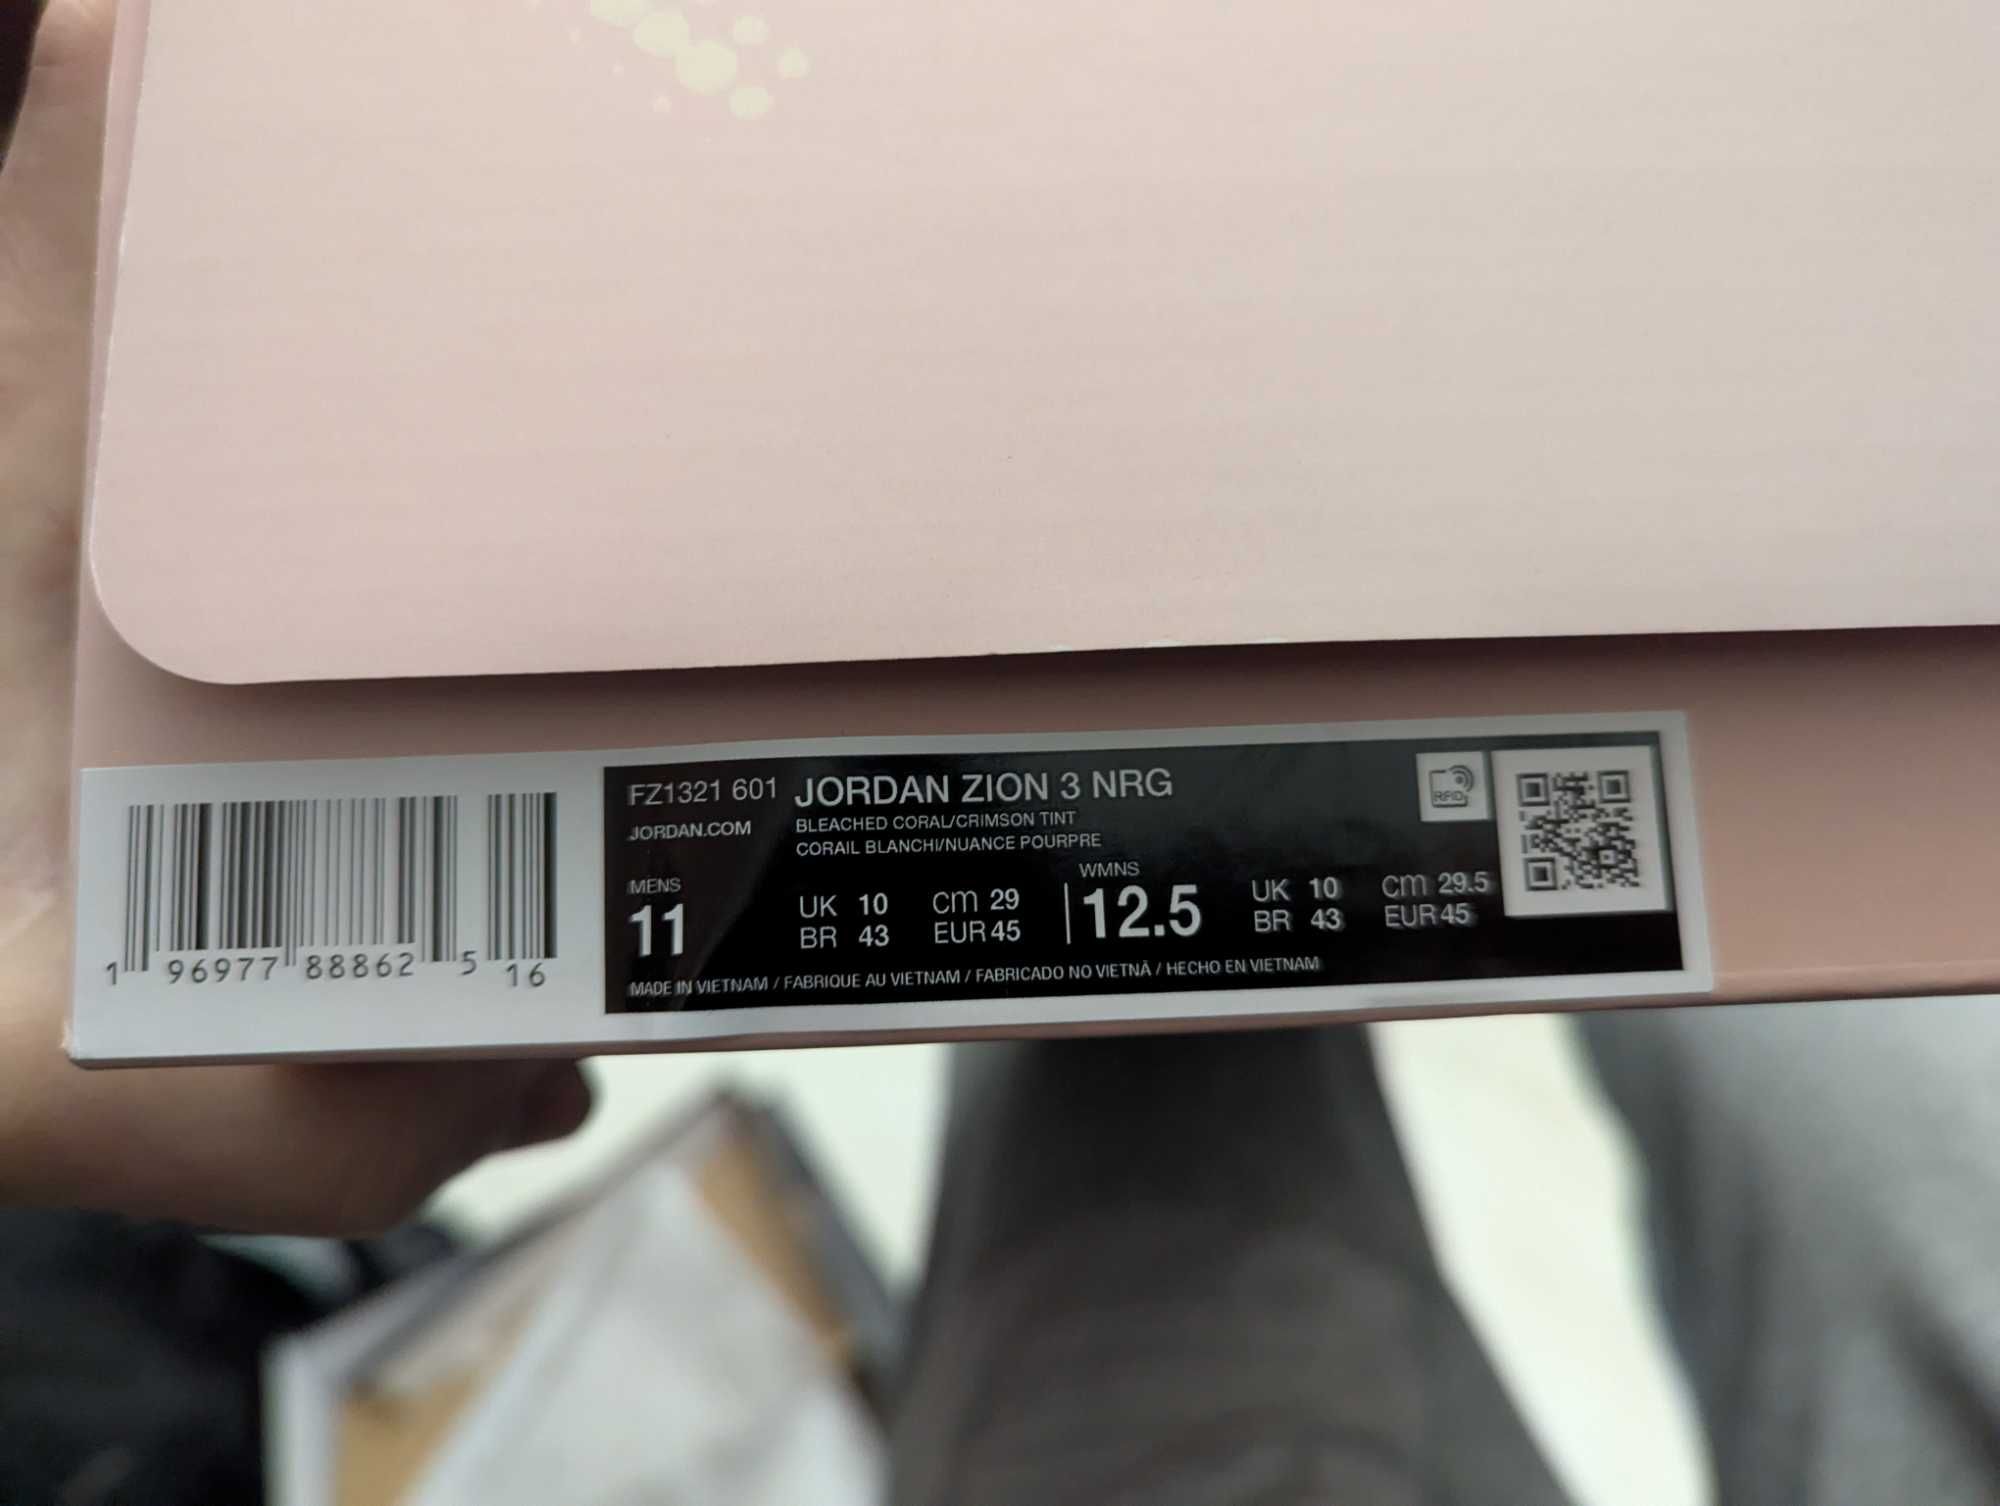 FZ1321 601 JORDAN ZION 3 NRG
JORDAN.COM
BLEACHED CORAL/CRIMSON TINT
CORAIL BLANCHI/NUANCE POURPRE
RFID
MENS
11
UK 10 cm 29
BR 43 EUR 45
WMNS
12.5
UK 10 cm 29.5
BR 43 EUR 45
MADE IN VIETNAM / FABRIQUE AU VIETNAM / FABRICADO NO VIETNÃ / HECHO EN VIETNAM
1 96977 88862 5 16